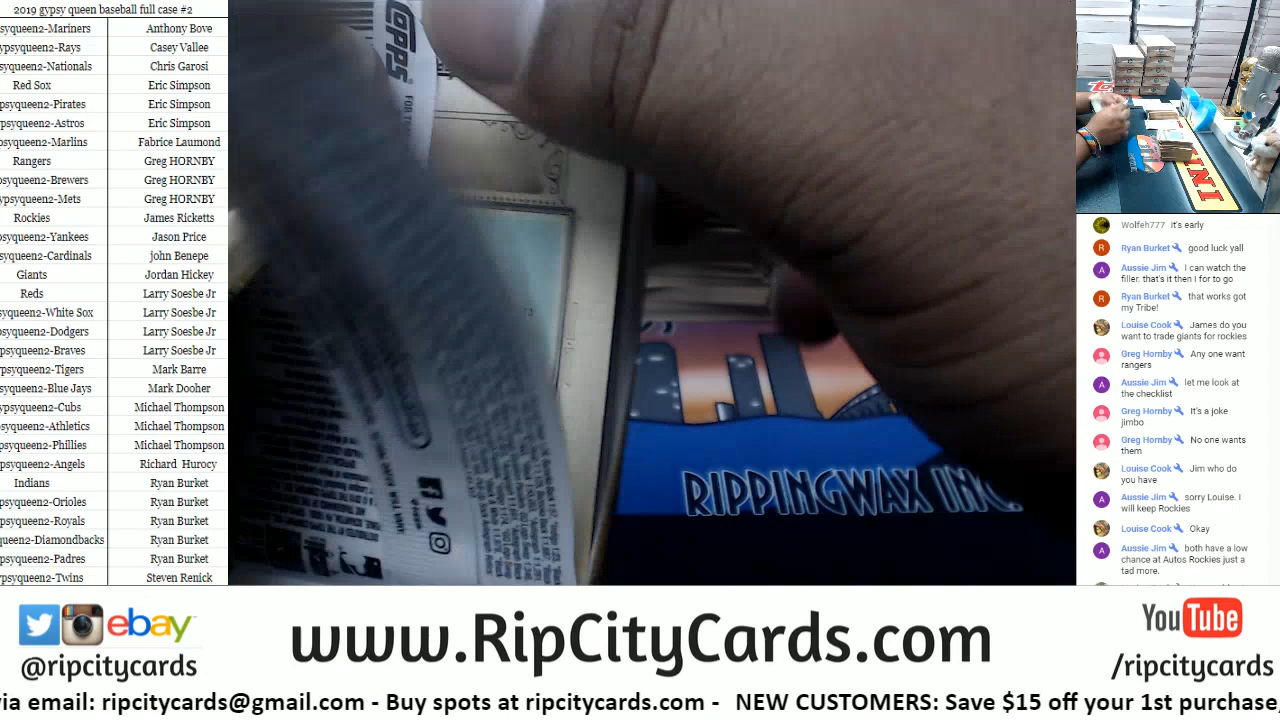 2019 gypsy queen baseball full case #2
syqueen2-Mariners Anthony Bove
ypsyqueen2-Rays Casey Vallee
syqueen2-Nationals Chris Garosi
Red Sox Eric Simpson
psyqueen2-Pirates Eric Simpson
psyqueen2-Astros Eric Simpson
psyqueen2-Marlins Fabrice Laumond
Rangers Greg HORNBY
psyqueen2-Brewers Greg HORNBY
ypsyqueen2-Mets Greg HORNBY
Rockies James Ricketts
psyqueen2-Yankees Jason Price
syqueen2-Cardinals john Benepe
Giants Jordan Hickey
Reds Larry Soesbe Jr
syqueen2-White Sox Larry Soesbe Jr
psyqueen2-Dodgers Larry Soesbe Jr
psyqueen2-Braves Larry Soesbe Jr
ypsyqueen2-Tigers Mark Barre
psyqueen2-Blue Jays Mark Dooher
ypsyqueen2-Cubs Michael Thompson
psyqueen2-Athletics Michael Thompson
psyqueen2-Phillies Michael Thompson
ypsyqueen2-Angels Richard Hurocy
Indians Ryan Burket
psyqueen2-Orioles Ryan Burket
psyqueen2-Royals Ryan Burket
queen2-Diamondbacks Ryan Burket
psyqueen2-Padres Ryan Burket
ypsyqueen2-Twins Steven Renick
Topps
RIPPINGWAX INC.
Wolfeh777 It's early
Ryan Burket good luck yall
Aussie Jim I can watch the
filler. that's it then I for to go
Ryan Burket that works got
my Tribe!
Louise Cook James do you
want to trade giants for rockies
Greg Hornby Any one want
rangers
Aussie Jim let me look at
the checklist
Greg Hornby It's a joke
jimbo
Greg Hornby No one wants
them
Louise Cook Jim who do
you have
Aussie Jim sorry Louise. I
will keep Rockies
Louise Cook Okay
Aussie Jim both have a low
chance at Autos Rockies just a
tad more.
ebay
@ripcitycards
www.RipCityCards.com
YouTube
/ripcitycards
via email: ripcitycards@gmail.com - Buy spots at ripcitycards.com - NEW CUSTOMERS: Save $15 off your 1st purchase,